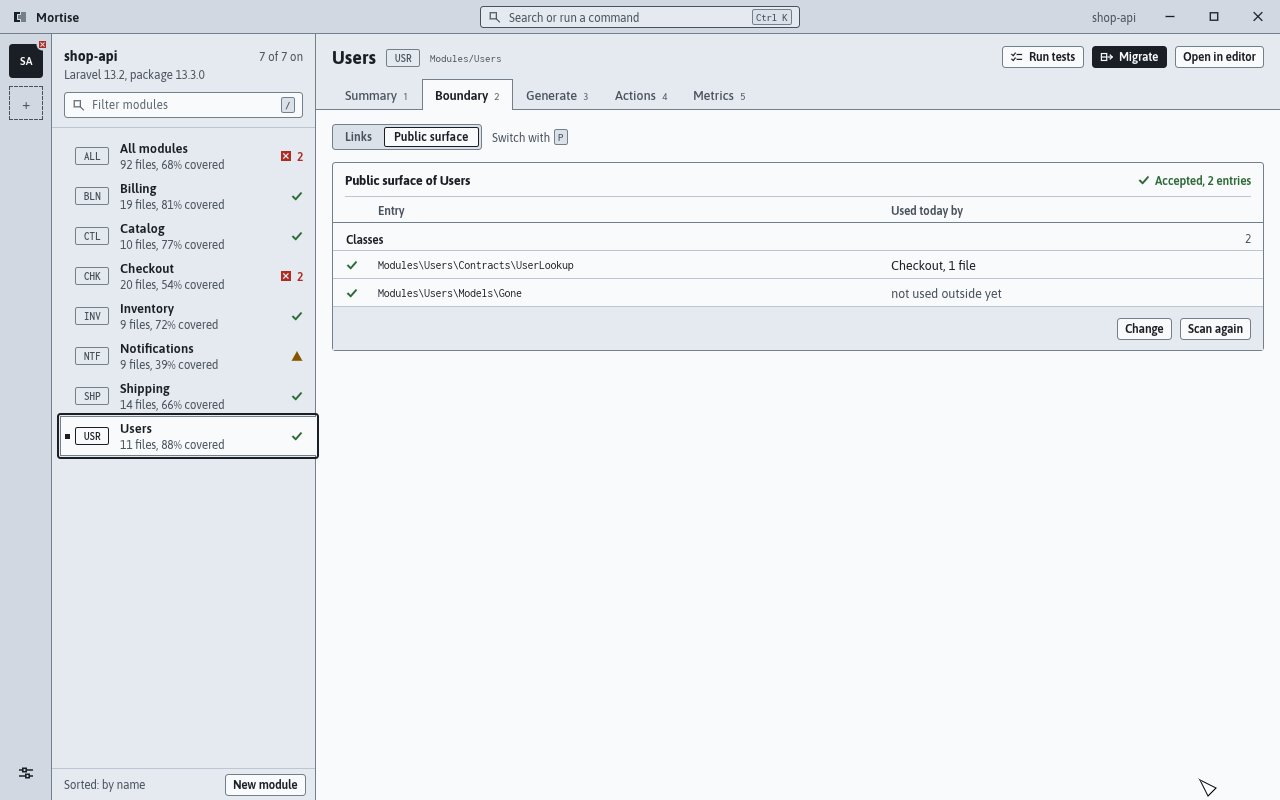 Mortise
Search or run a command
Ctrl K
shop-api
SA
+
shop-api
7 of 7 on
Laravel 13.2, package 13.3.0
Filter modules
/
ALL
All modules
92 files, 68% covered
2
BLN
Billing
19 files, 81% covered
CTL
Catalog
10 files, 77% covered
CHK
Checkout
20 files, 54% covered
2
INV
Inventory
9 files, 72% covered
NTF
Notifications
9 files, 39% covered
SHP
Shipping
14 files, 66% covered
USR
Users
11 files, 88% covered
Sorted: by name
New module
Users
USR
Modules/Users
Run tests
Migrate
Open in editor
Summary 1
Boundary 2
Generate 3
Actions 4
Metrics 5
Links
Public surface
Switch with P
Public surface of Users
Accepted, 2 entries
Entry
Used today by
Classes
2
Modules\Users\Contracts\UserLookup
Checkout, 1 file
Modules\Users\Models\Gone
not used outside yet
Change
Scan again